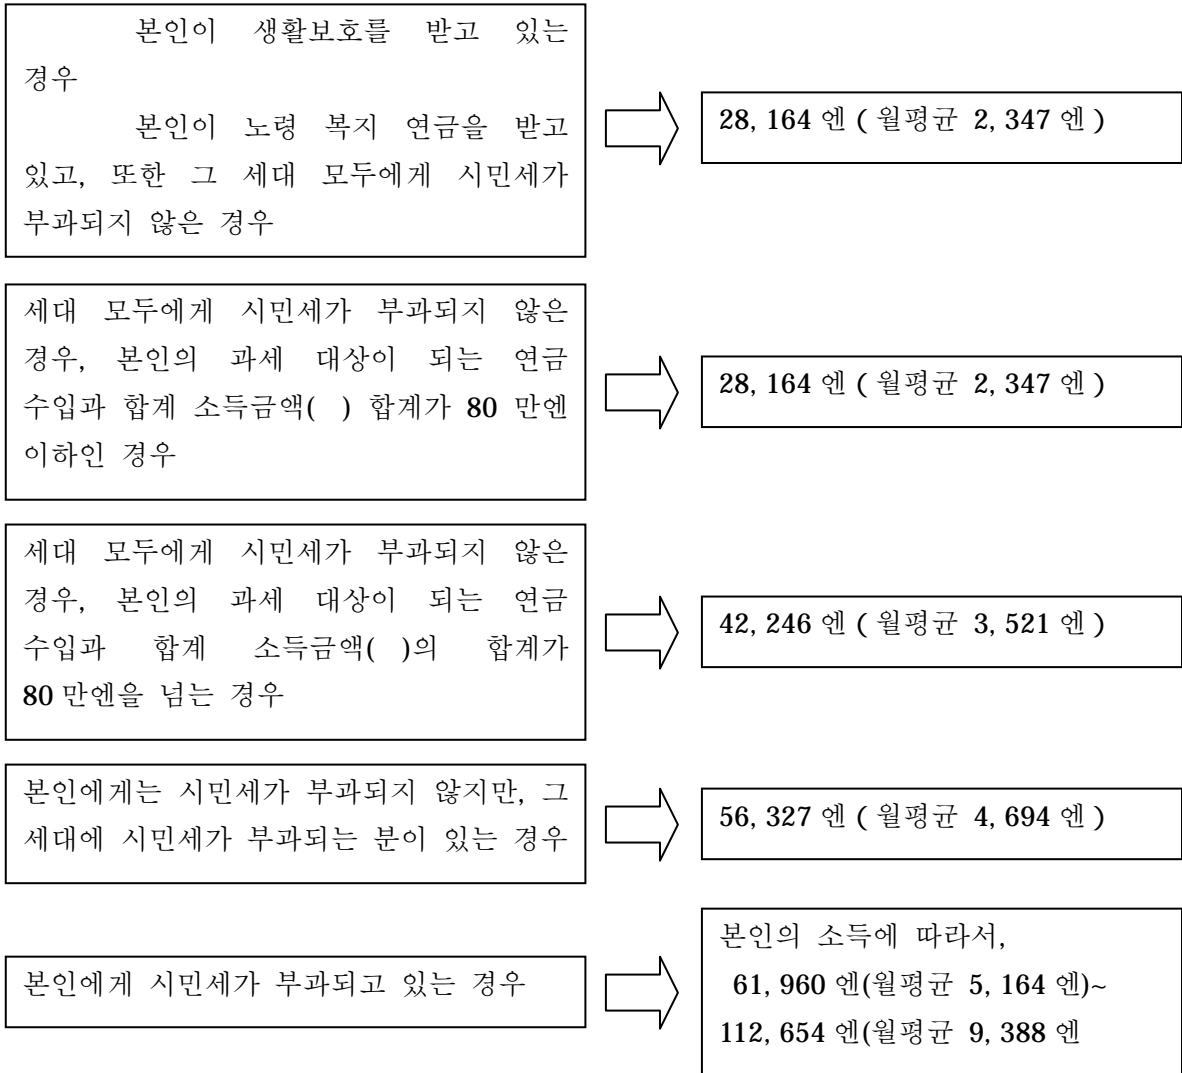 본인이 생활보호를 받고 있는
경우
본인이 노령 복지 연금을 받고
있고, 또한 그 세대 모두에게 시민세가
부과되지 않은 경우
28, 164 엔 ( 월평균 2, 347 엔 )
세대 모두에게 시민세가 부과되지 않은
경우, 본인의 과세 대상이 되는 연금
수입과 합계 소득금액( ) 합계가 80 만엔
이하인 경우
28, 164 엔 ( 월평균 2, 347 엔 )
세대 모두에게 시민세가 부과되지 않은
경우, 본인의 과세 대상이 되는 연금
수입과 합계 소득금액( )의 합계가
80 만엔을 넘는 경우
42, 246 엔 ( 월평균 3, 521 엔 )
본인에게는 시민세가 부과되지 않지만, 그
세대에 시민세가 부과되는 분이 있는 경우
56, 327 엔 ( 월평균 4, 694 엔 )
본인에게 시민세가 부과되고 있는 경우
본인의 소득에 따라서,
61, 960 엔(월평균 5, 164 엔)~
112, 654 엔(월평균 9, 388 엔